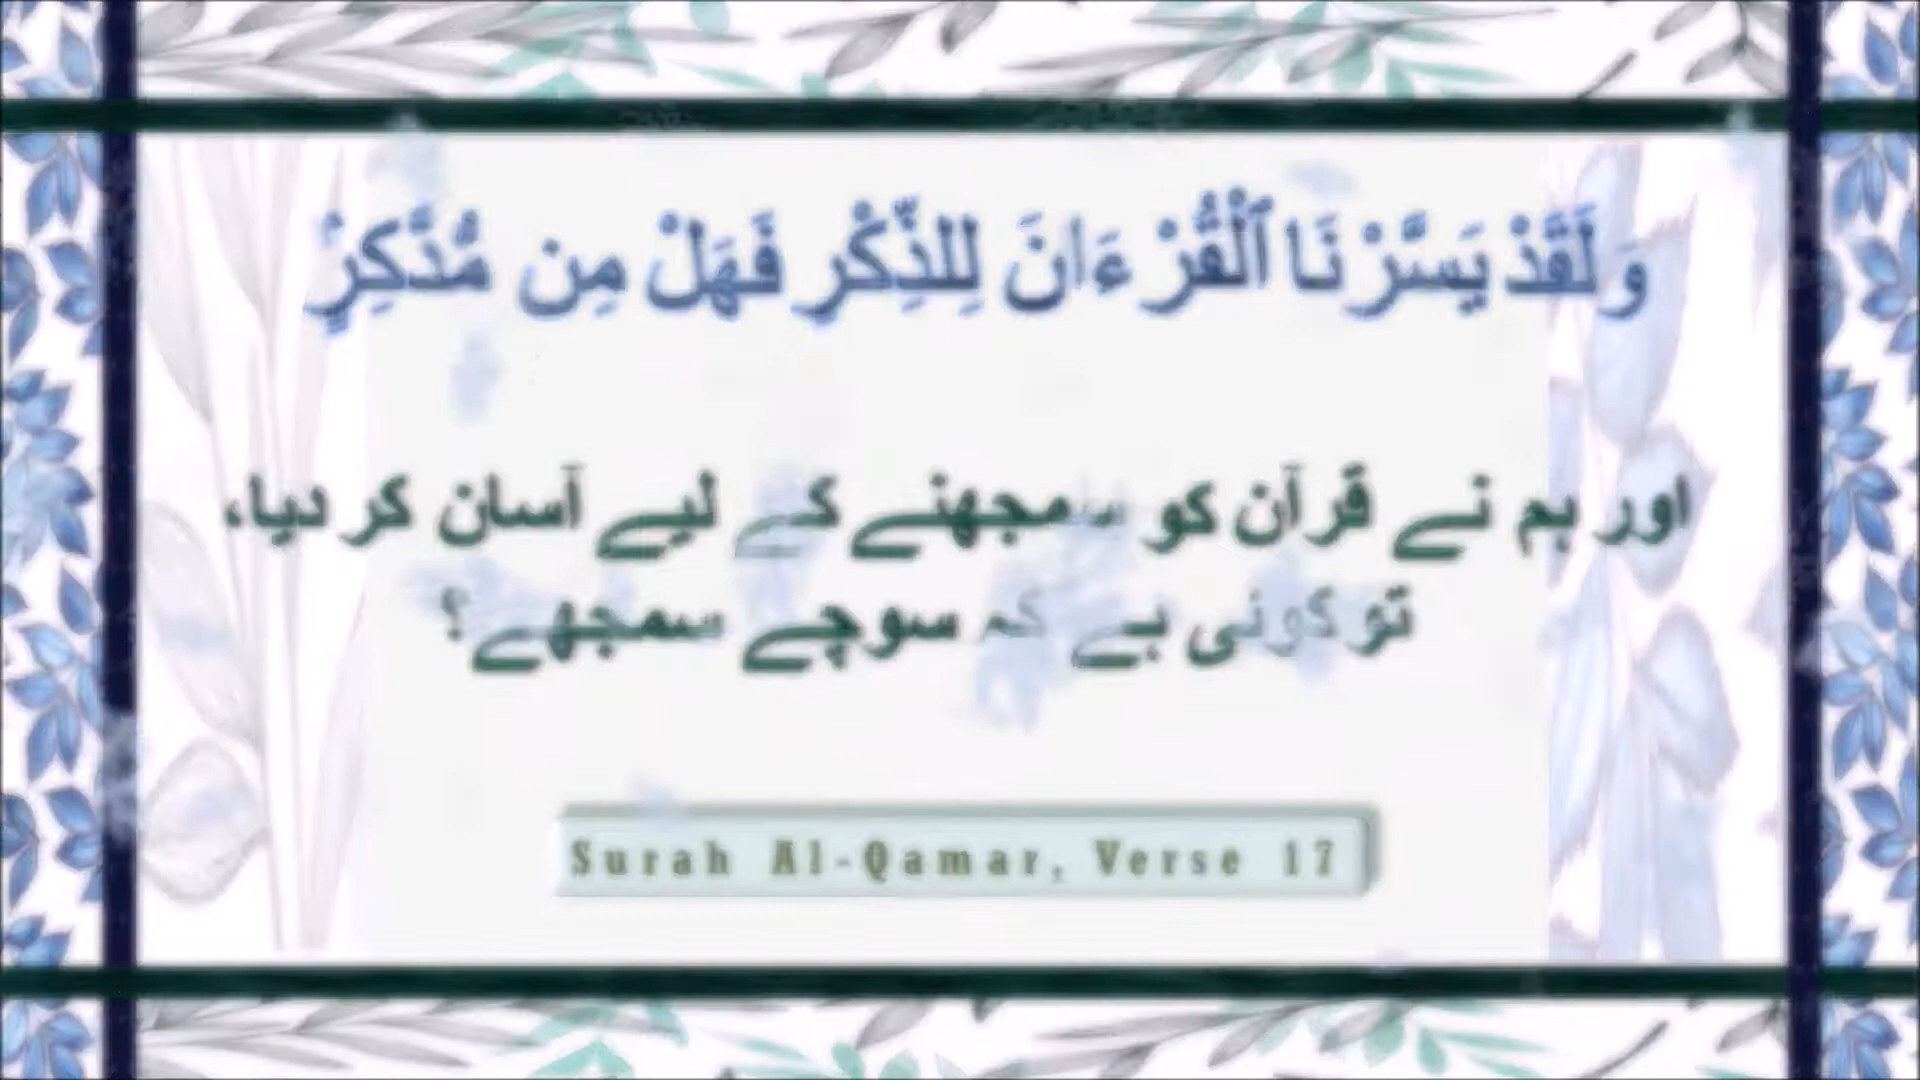 وَلَقَدْ يَسَّرْنَا ٱلْقُرْءَانَ لِلذِّكْرِ فَهَلْ مِن مُّدَّكِرٍ
اور ہم نے قرآن کو سمجھنے کے لیے آسان کر دیا،
تو کوئی ہے کہ سوچے سمجھے؟
Surah Al-Qamar, Verse 17